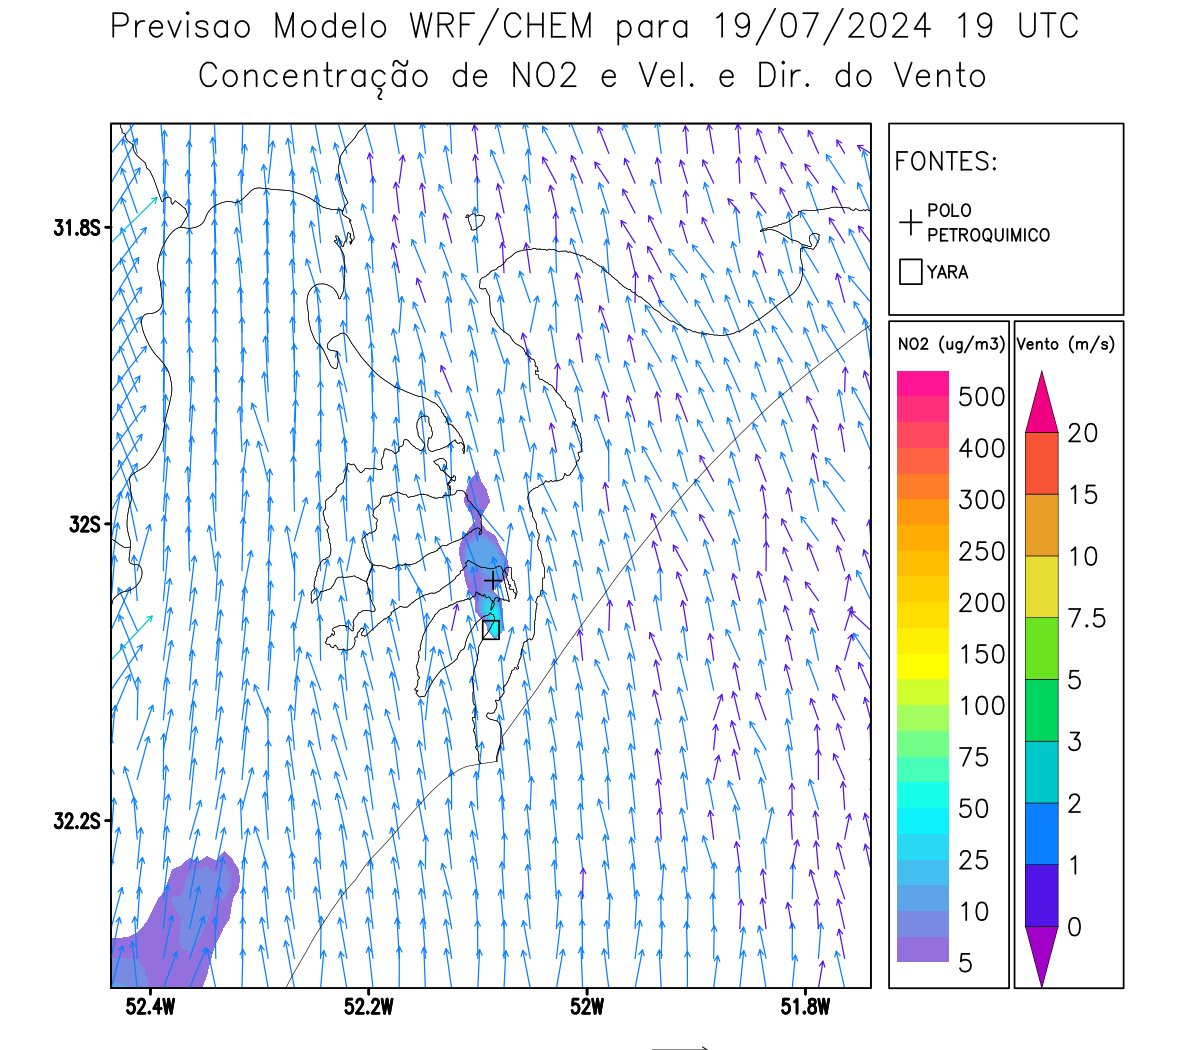 Previsao Modelo WRF/CHEM para 19/07/2024 19 UTC
Concentração de NO2 e Vel. e Dir. do Vento
FONTES:
POLO
PETROQUIMICO
YARA
NO2 (ug/m3)
500
400
300
250
200
150
100
75
50
25
10
5
Vento (m/s)
20
15
10
7.5
5
3
2
1
0
31.8S
32S
32.2S
52.4W
52.2W
52W
51.8W